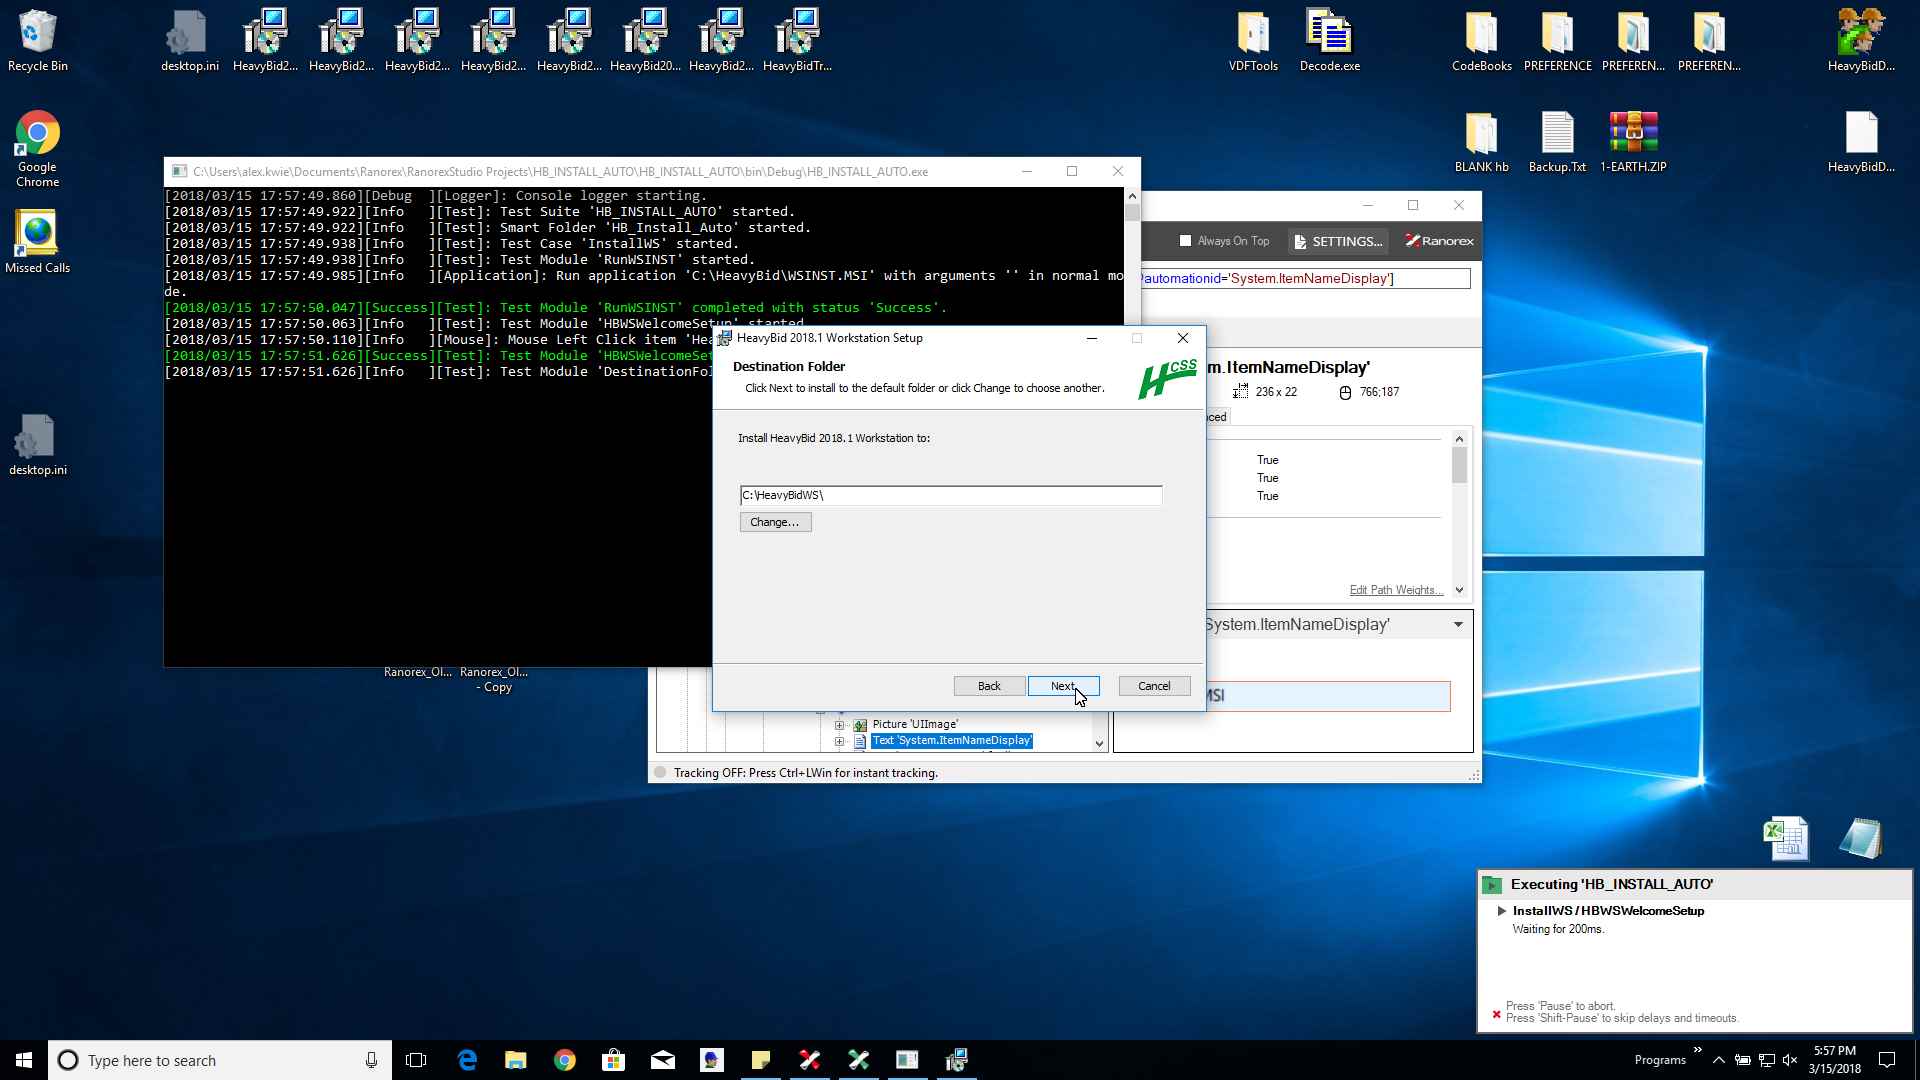 Recycle Bin
desktop.ini
HeavyBid2...
HeavyBid2...
HeavyBid2...
HeavyBid2...
HeavyBid2...
HeavyBid20...
HeavyBid2...
HeavyBidTr...
VDFTools
Decode.exe
CodeBooks
PREFERENCE
PREFEREN...
PREFEREN...
HeavyBidD...
Google
Chrome
BLANK hb
Backup.Txt
1-EARTH.ZIP
HeavyBidD...
Missed Calls
desktop.ini
C:\Users\alex.kwie\Documents\Ranorex\RanorexStudio Projects\HB_INSTALL_AUTO\HB_INSTALL_AUTO\bin\Debug\HB_INSTALL_AUTO.exe
[2018/03/15 17:57:49.860][Debug  ][Logger]: Console logger starting.
[2018/03/15 17:57:49.922][Info   ][Test]: Test Suite 'HB_INSTALL_AUTO' started.
[2018/03/15 17:57:49.922][Info   ][Test]: Smart Folder 'HB_Install_Auto' started.
[2018/03/15 17:57:49.938][Info   ][Test]: Test Case 'InstallWS' started.
[2018/03/15 17:57:49.938][Info   ][Test]: Test Module 'RunWSINST' started.
[2018/03/15 17:57:49.985][Info   ][Application]: Run application 'C:\HeavyBid\WSINST.MSI' with arguments '' in normal mo
de.
[2018/03/15 17:57:50.047][Success][Test]: Test Module 'RunWSINST' completed with status 'Success'.
[2018/03/15 17:57:50.063][Info   ][Test]: Test Module 'HBWSWelcomeSetup' started
[2018/03/15 17:57:50.110][Info   ][Mouse]: Mouse Left Click item 'Hea
[2018/03/15 17:57:51.626][Success][Test]: Test Module 'HBWSWelcomeSet
[2018/03/15 17:57:51.626][Info   ][Test]: Test Module 'DestinationFol
Always On Top
SETTINGS...
Ranorex
automationid='System.ItemNameDisplay']
m.ItemNameDisplay'
236 x 22
766;187
ced
True
True
True
Edit Path Weights...
System.ItemNameDisplay'
MSI
HeavyBid 2018.1 Workstation Setup
Destination Folder
Click Next to install to the default folder or click Change to choose another.
HCSS
Install HeavyBid 2018.1 Workstation to:
C:\HeavyBidWS\
Change...
Back
Next
Cancel
Ranorex_Ol...
Ranorex_Ol...
- Copy
Picture 'UIImage'
Text 'System.ItemNameDisplay'
Tracking OFF: Press Ctrl+LWin for instant tracking.
Executing 'HB_INSTALL_AUTO'
InstallWS / HBWSWelcomeSetup
Waiting for 200ms.
Press 'Pause' to abort.
Press 'Shift-Pause' to skip delays and timeouts.
Type here to search
Programs
5:57 PM
3/15/2018